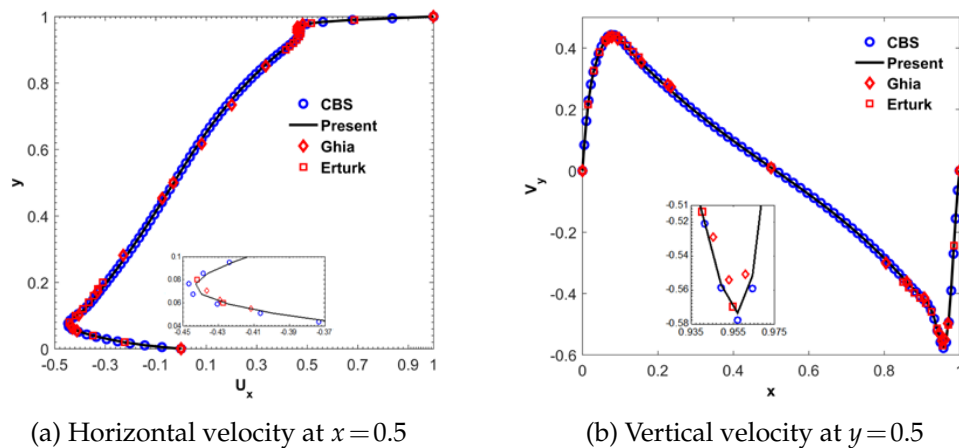 (a)
1
0.8
0.6
0.4
0.2
0
y
CBS
Present
Ghia
Erturk
0.1
0.08
0.06
0.04
-0.45 -0.43 -0.41 -0.39 -0.37
-0.5 -0.3 -0.1 0.1 0.3 0.5 0.7 0.9 1
U_x
(b)
0.4
0.2
0
-0.2
-0.4
-0.6
V_y
CBS
Present
Ghia
Erturk
-0.51
-0.52
-0.54
-0.56
-0.58
0.935 0.955 0.975
0 0.2 0.4 0.6 0.8 1
x
(a) Horizontal velocity at x=0.5
(b) Vertical velocity at y=0.5